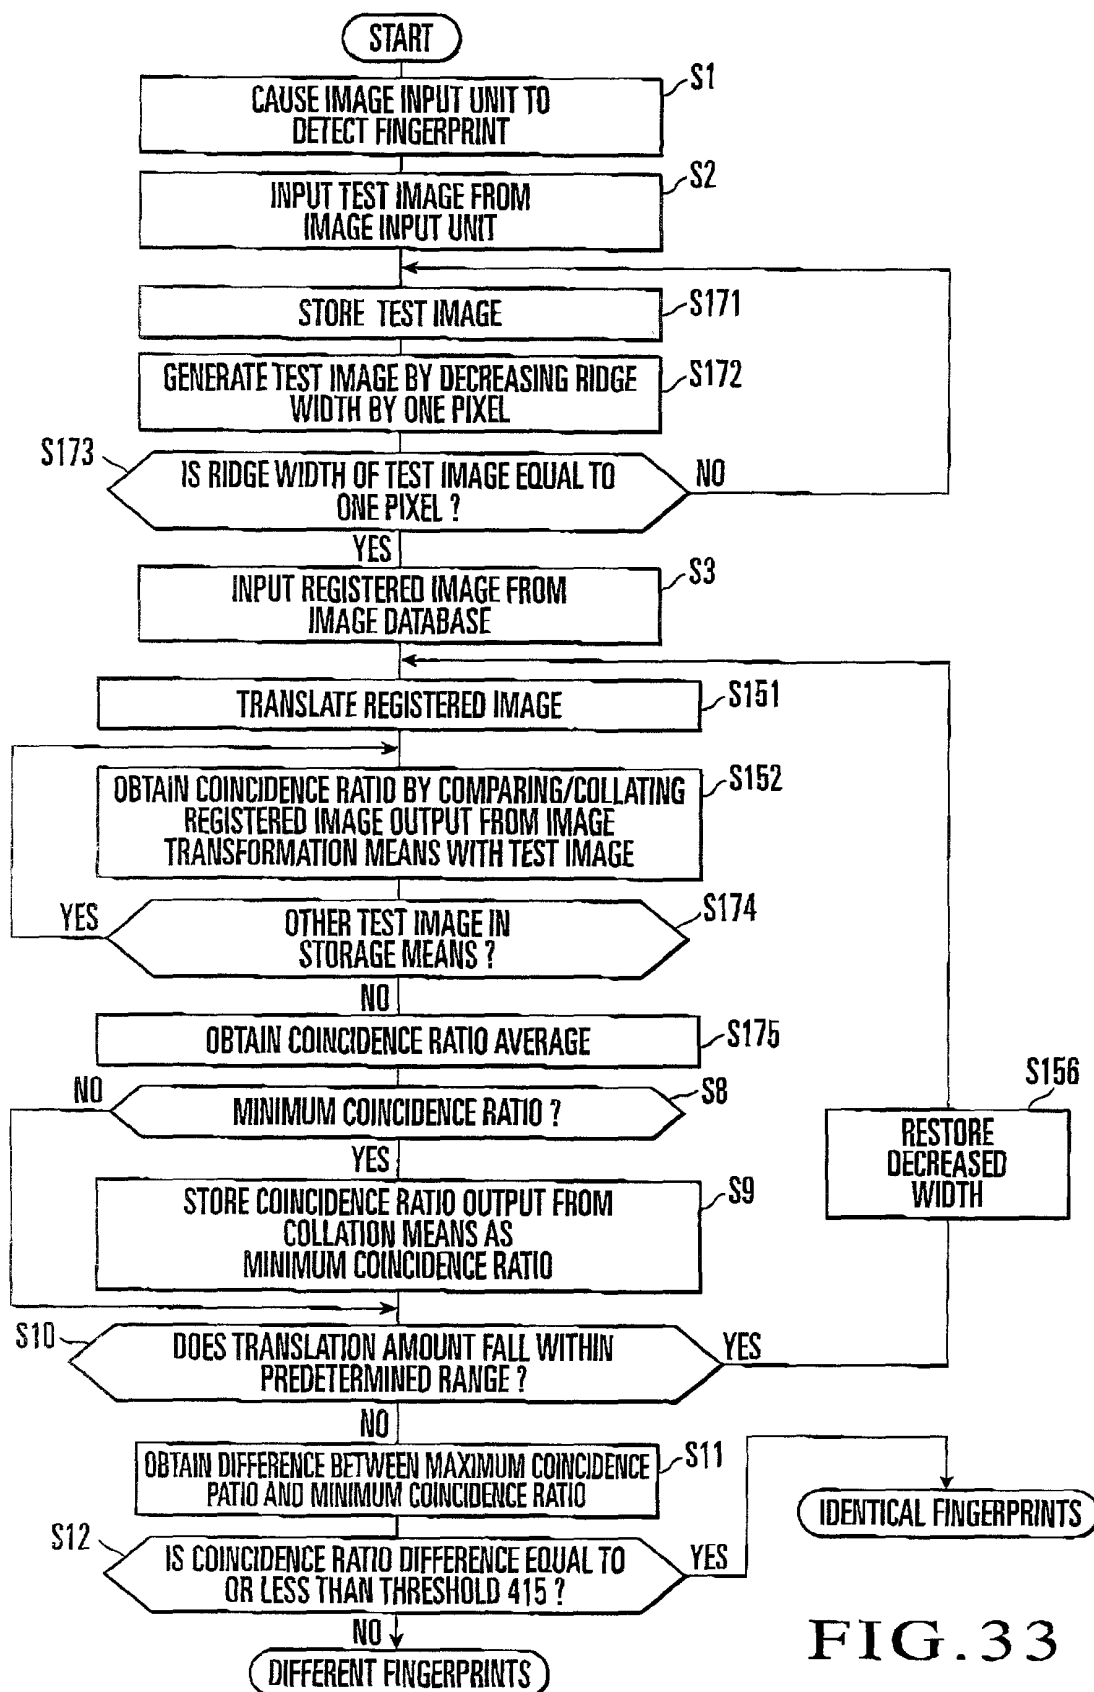 START
S1
CAUSE IMAGE INPUT UNIT TO
DETECT FINGERPRINT
S2
INPUT TEST IMAGE FROM
IMAGE INPUT UNIT
STORE TEST IMAGE
S171
GENERATE TEST IMAGE BY DECREASING RIDGE
WIDTH BY ONE PIXEL
S172
S173
IS RIDGE WIDTH OF TEST IMAGE EQUAL TO
ONE PIXEL ?
NO
YES
S3
INPUT REGISTERED IMAGE FROM
IMAGE DATABASE
TRANSLATE REGISTERED IMAGE
S151
OBTAIN COINCIDENCE RATIO BY COMPARING/COLLATING
REGISTERED IMAGE OUTPUT FROM IMAGE
TRANSFORMATION MEANS WITH TEST IMAGE
S152
YES
OTHER TEST IMAGE IN
STORAGE MEANS ?
S174
NO
OBTAIN COINCIDENCE RATIO AVERAGE
S175
NO
MINIMUM COINCIDENCE RATIO ?
S8
S156
RESTORE
DECREASED
WIDTH
YES
STORE COINCIDENCE RATIO OUTPUT FROM
COLLATION MEANS AS
MINIMUM COINCIDENCE RATIO
S9
S10
DOES TRANSLATION AMOUNT FALL WITHIN
PREDETERMINED RANGE ?
YES
NO
OBTAIN DIFFERENCE BETWEEN MAXIMUM COINCIDENCE
PATIO AND MINIMUM COINCIDENCE RATIO
S11
IDENTICAL FINGERPRINTS
S12
IS COINCIDENCE RATIO DIFFERENCE EQUAL TO
OR LESS THAN THRESHOLD 415 ?
YES
NO
DIFFERENT FINGERPRINTS
FIG.33